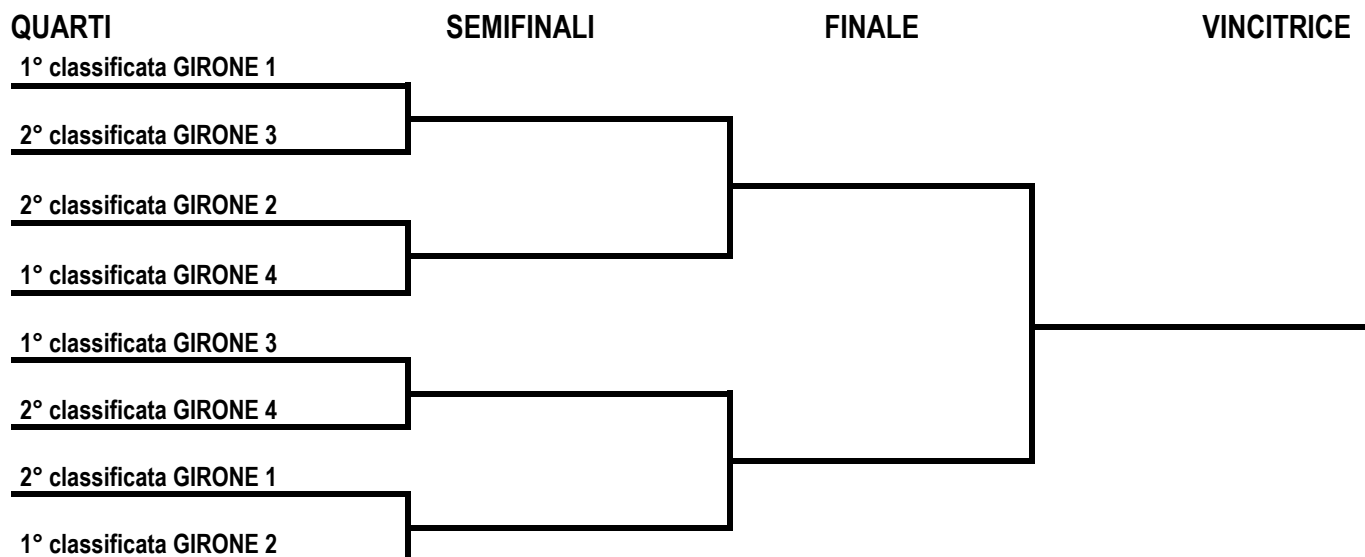 QUARTI SEMIFINALI FINALE VINCITRICE
1° classificata GIRONE 1
2° classificata GIRONE 3
2° classificata GIRONE 2
1° classificata GIRONE 4
1° classificata GIRONE 3
2° classificata GIRONE 4
2° classificata GIRONE 1
1° classificata GIRONE 2